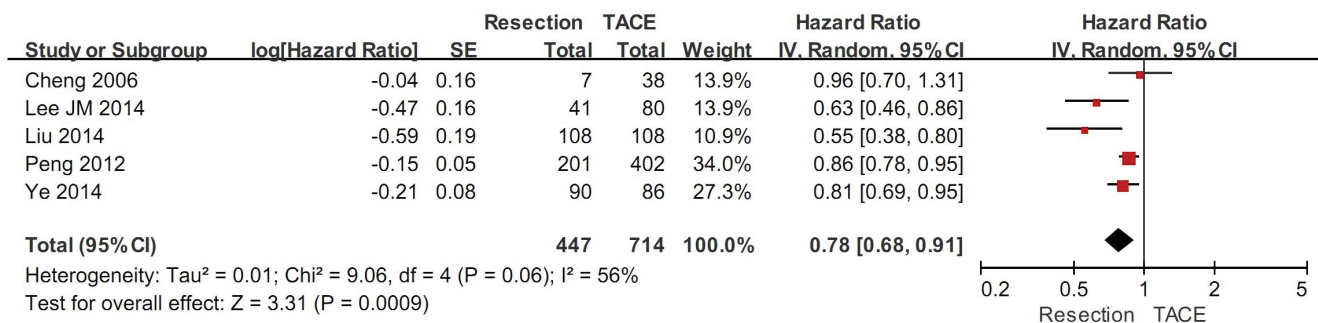 Resection TACE Hazard Ratio Hazard Ratio
Study or Subgroup log[Hazard Ratio] SE Total Total Weight IV, Random, 95% CI IV, Random, 95% CI
Cheng 2006 -0.04 0.16 7 38 13.9% 0.96 [0.70, 1.31]
Lee JM 2014 -0.47 0.16 41 80 13.9% 0.63 [0.46, 0.86]
Liu 2014 -0.59 0.19 108 108 10.9% 0.55 [0.38, 0.80]
Peng 2012 -0.15 0.05 201 402 34.0% 0.86 [0.78, 0.95]
Ye 2014 -0.21 0.08 90 86 27.3% 0.81 [0.69, 0.95]
Total (95% CI) 447 714 100.0% 0.78 [0.68, 0.91]
Heterogeneity: Tau² = 0.01; Chi² = 9.06, df = 4 (P = 0.06); I² = 56%
Test for overall effect: Z = 3.31 (P = 0.0009)
0.2 0.5 1 2 5
Resection TACE